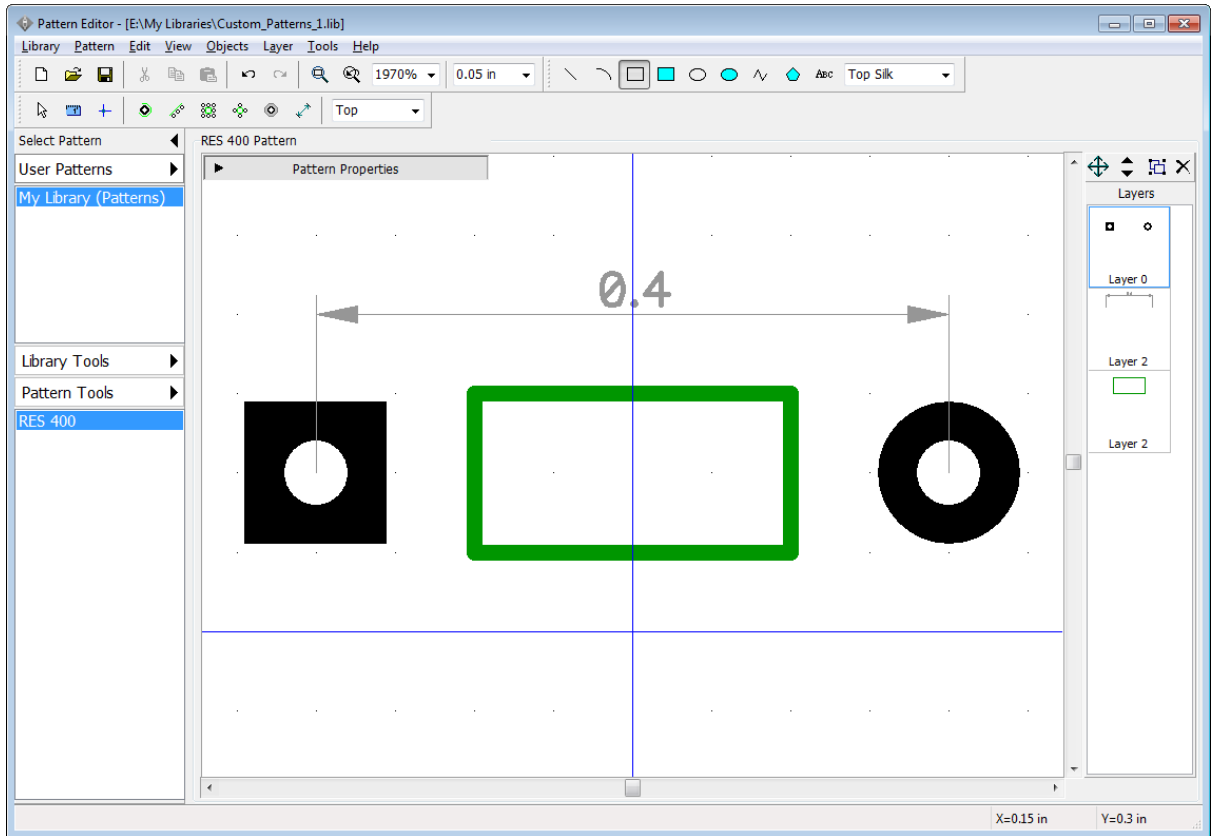 Pattern Editor - [E:\My Libraries\Custom_Patterns_1.lib]
Library Pattern Edit View Objects Layer Tools Help
1970% 0.05 in ABC Top Silk
Top
Select Pattern
RES 400 Pattern
User Patterns
Pattern Properties
My Library (Patterns)
Layers
Layer 0
0.4
Layer 2
Library Tools
Pattern Tools
RES 400
Layer 2
X=0.15 in Y=0.3 in